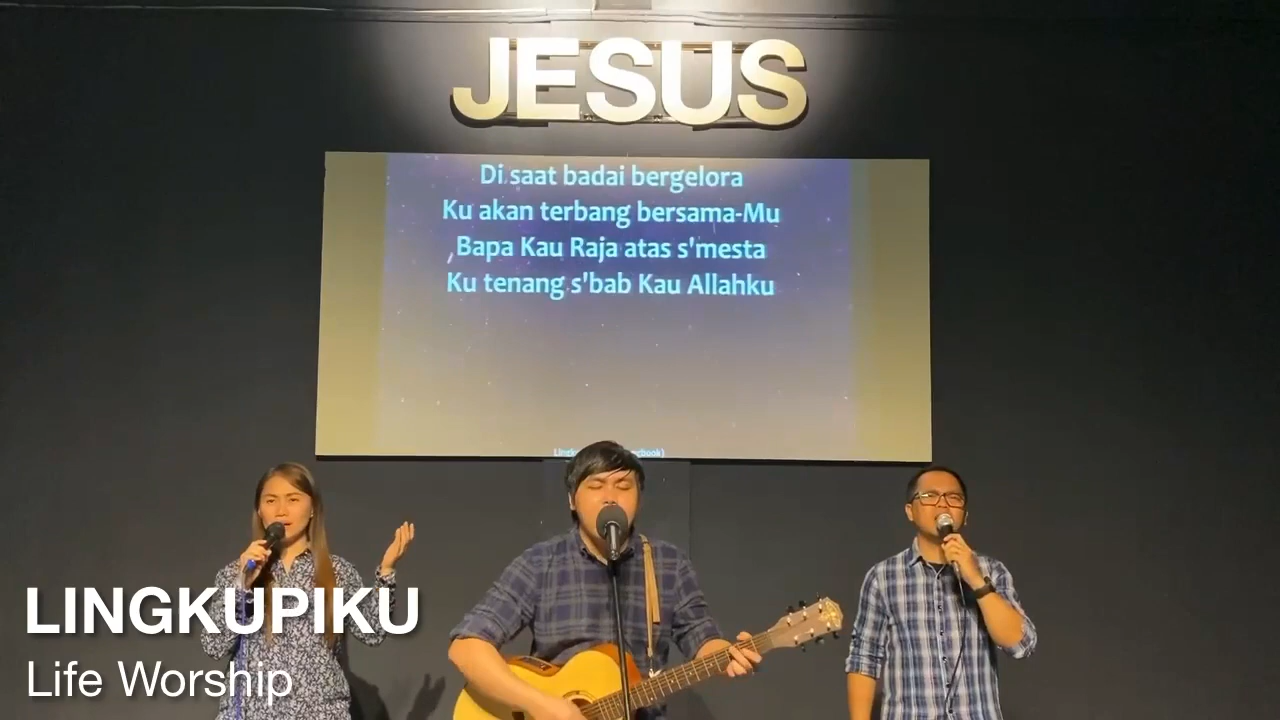 JESUS
Di saat badai bergelora
Ku akan terbang bersama-Mu
Bapa Kau Raja atas s'mesta
Ku tenang s'bab Kau Allahku
LINGKUPIKU
Life Worship